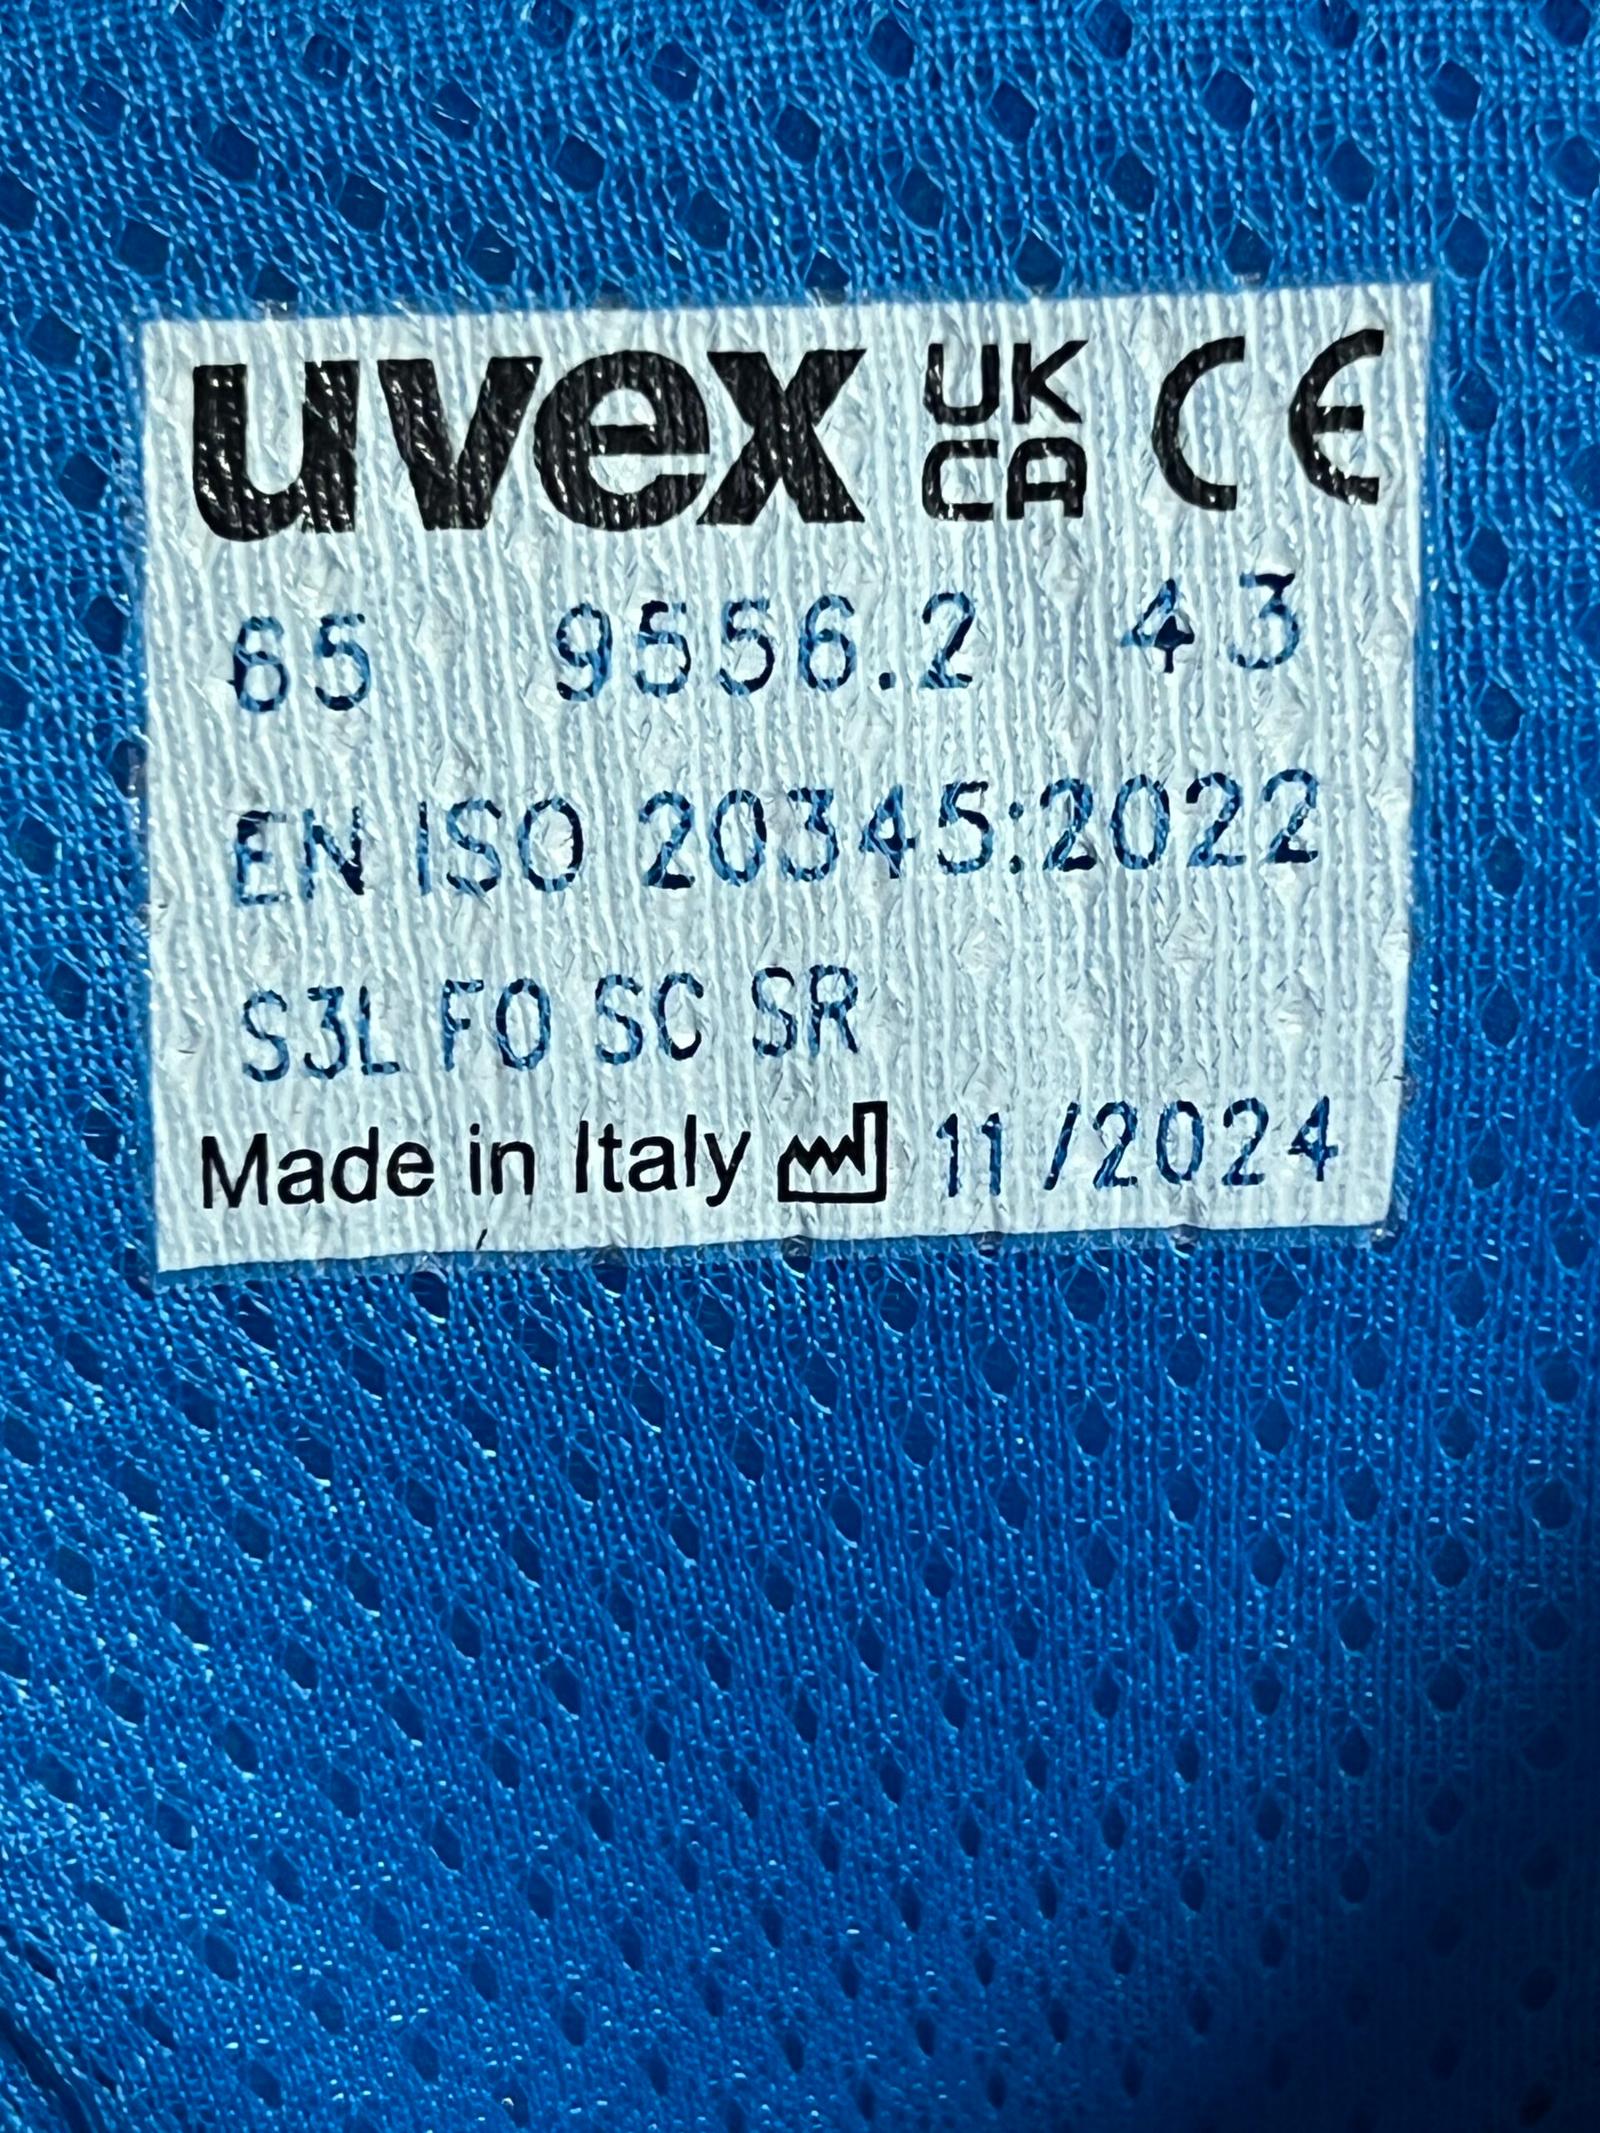 uvex UK CA CE
65 9556.2 43
EN ISO 20345:2022
S3L FO SC SR
Made in Italy 11/2024